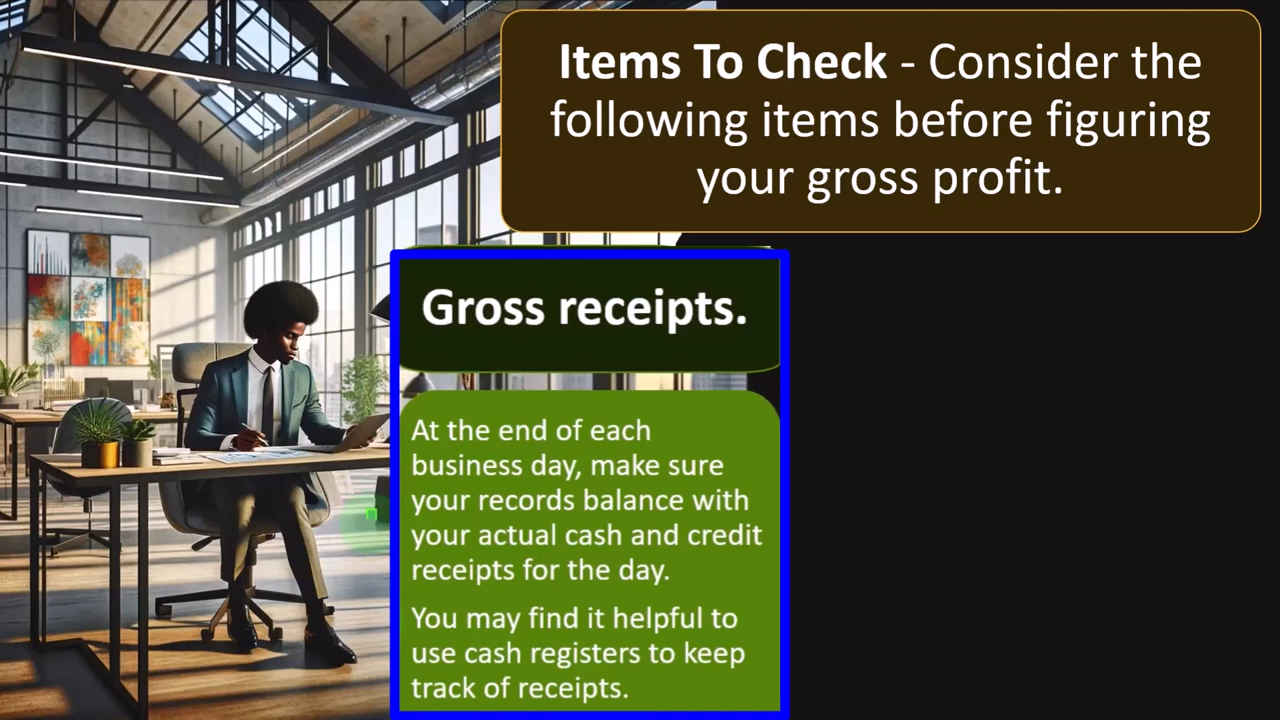 Items To Check - Consider the
following items before figuring
your gross profit.
Gross receipts.
At the end of each
business day, make sure
your records balance with
your actual cash and credit
receipts for the day.
You may find it helpful to
use cash registers to keep
track of receipts.